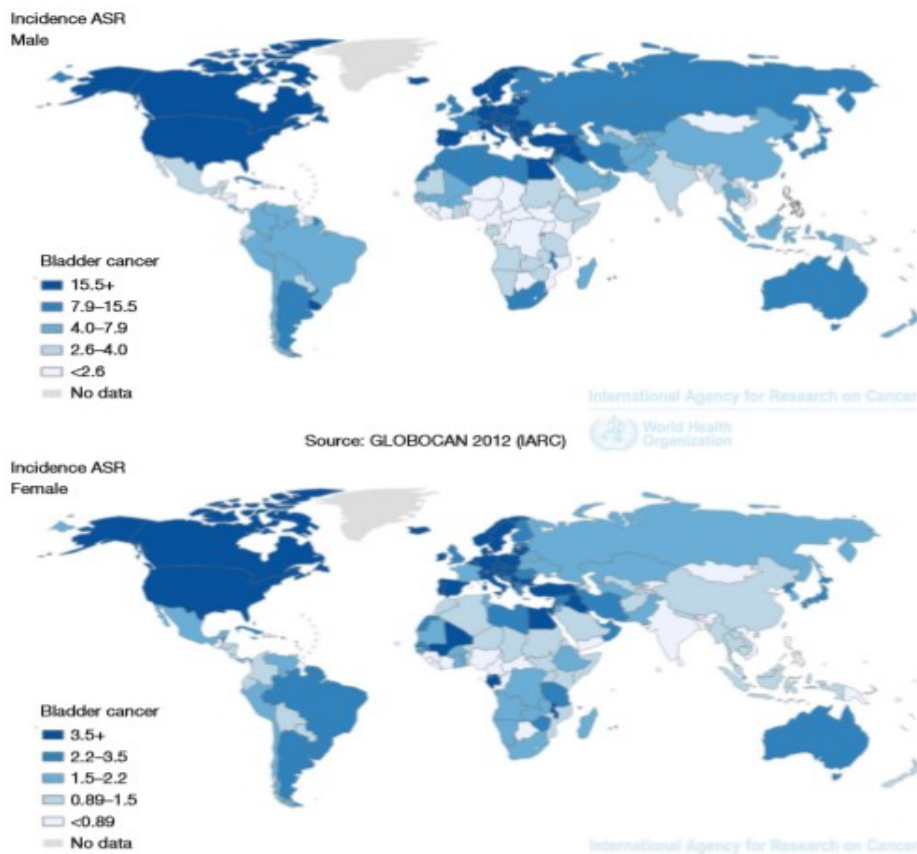 Incidence ASR
Male
Bladder cancer
15.5+
7.9–15.5
4.0–7.9
2.6–4.0
<2.6
No data
International Agency for Research on Cancer
World Health
Organization
Source: GLOBOCAN 2012 (IARC)
Incidence ASR
Female
Bladder cancer
3.5+
2.2–3.5
1.5–2.2
0.89–1.5
<0.89
No data
International Agency for Research on Cancer